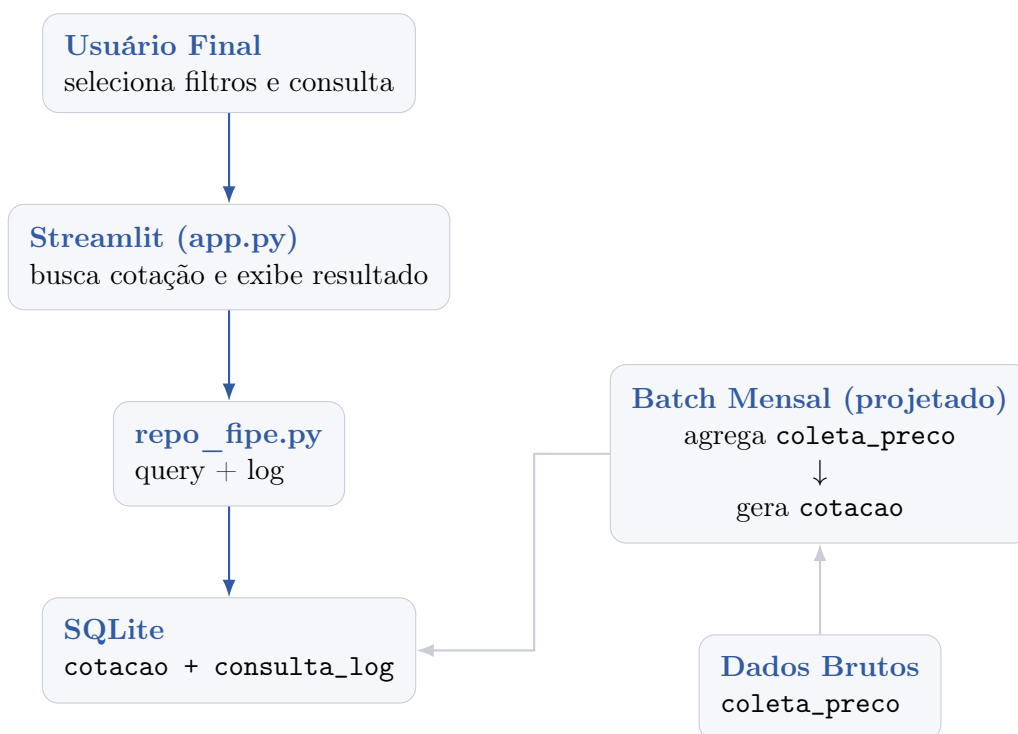 Usuário Final
seleciona filtros e consulta
Streamlit (app.py)
busca cotação e exibe resultado
repo_fipe.py
query + log
SQLite
cotacao + consulta_log
Batch Mensal (projetado)
agrega coleta_preco
↓
gera cotacao
Dados Brutos
coleta_preco